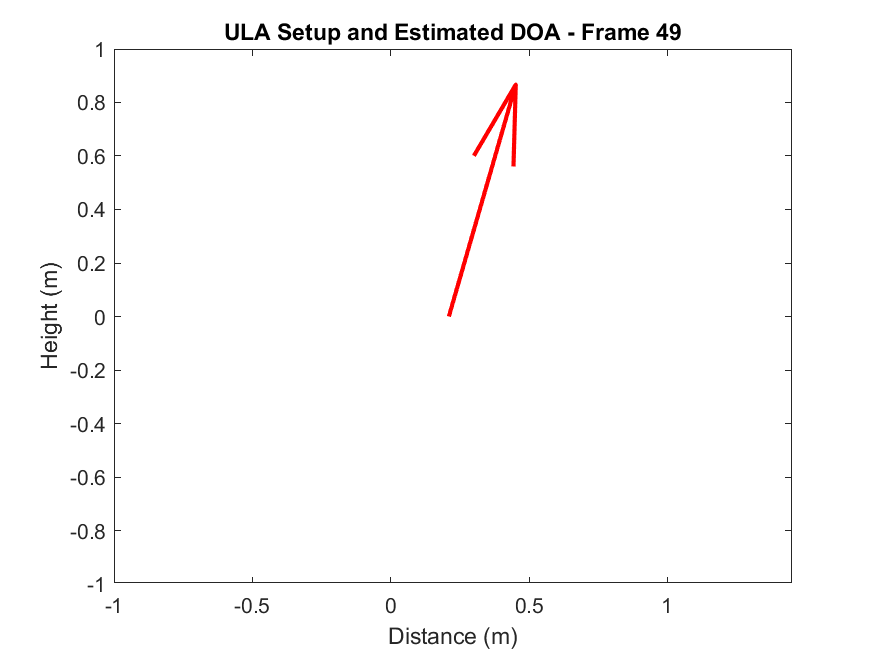 ULA Setup and Estimated DOA - Frame 49
1
0.8
0.6
0.4
0.2
0
-0.2
-0.4
-0.6
-0.8
-1
Height (m)
-1 -0.5 0 0.5 1
Distance (m)